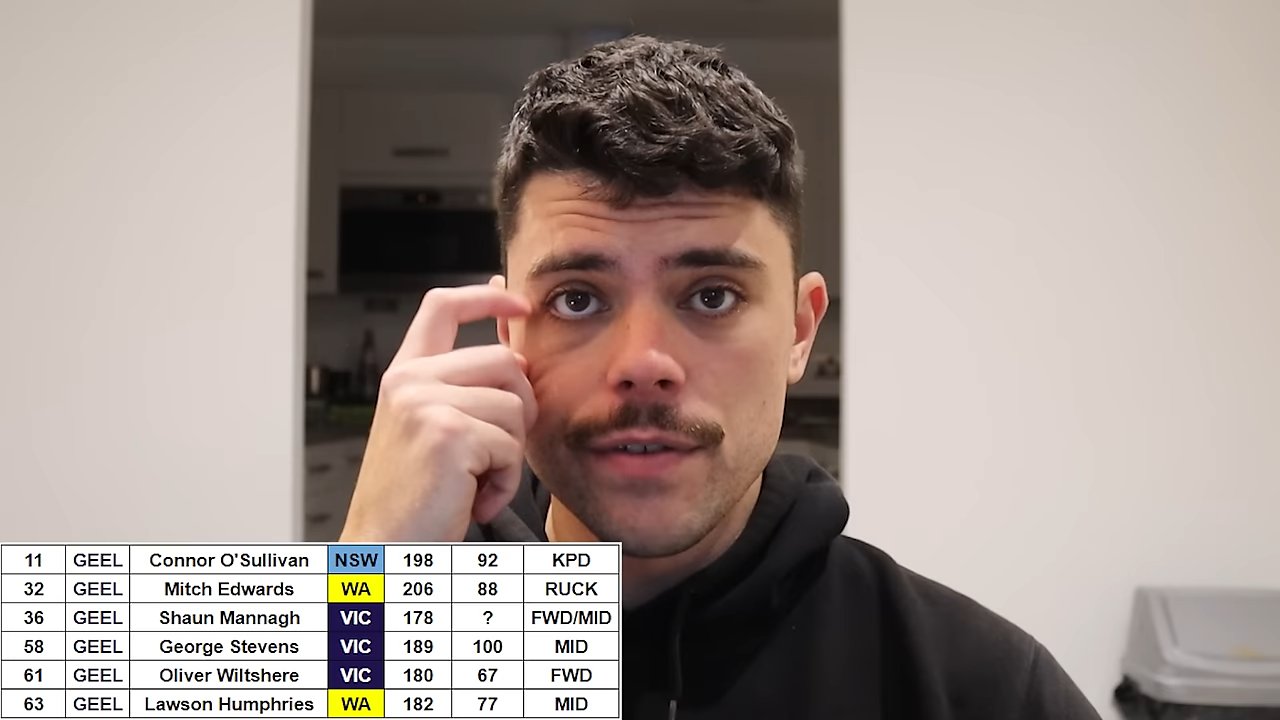 11 GEEL Connor O'Sullivan NSW 198 92 KPD
32 GEEL Mitch Edwards WA 206 88 RUCK
36 GEEL Shaun Mannagh VIC 178 ? FWD/MID
58 GEEL George Stevens VIC 189 100 MID
61 GEEL Oliver Wiltshere VIC 180 67 FWD
63 GEEL Lawson Humphries WA 182 77 MID